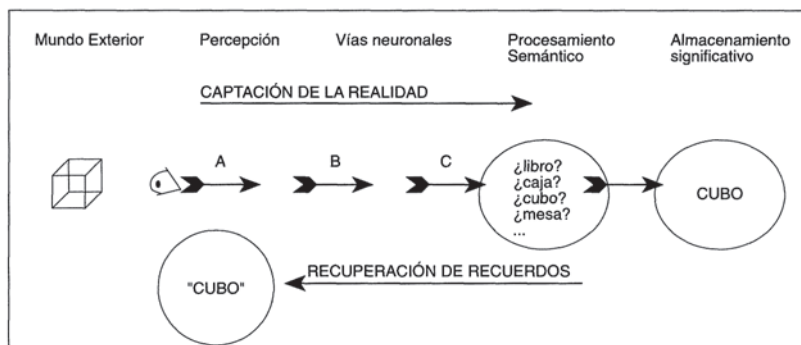 Mundo Exterior
Percepción
Vías neuronales
Procesamiento
Semántico
Almacenamiento
significativo
CAPTACIÓN DE LA REALIDAD
A
B
C
¿libro?
¿caja?
¿cubo?
¿mesa?
...
CUBO
RECUPERACIÓN DE RECUERDOS
"CUBO"